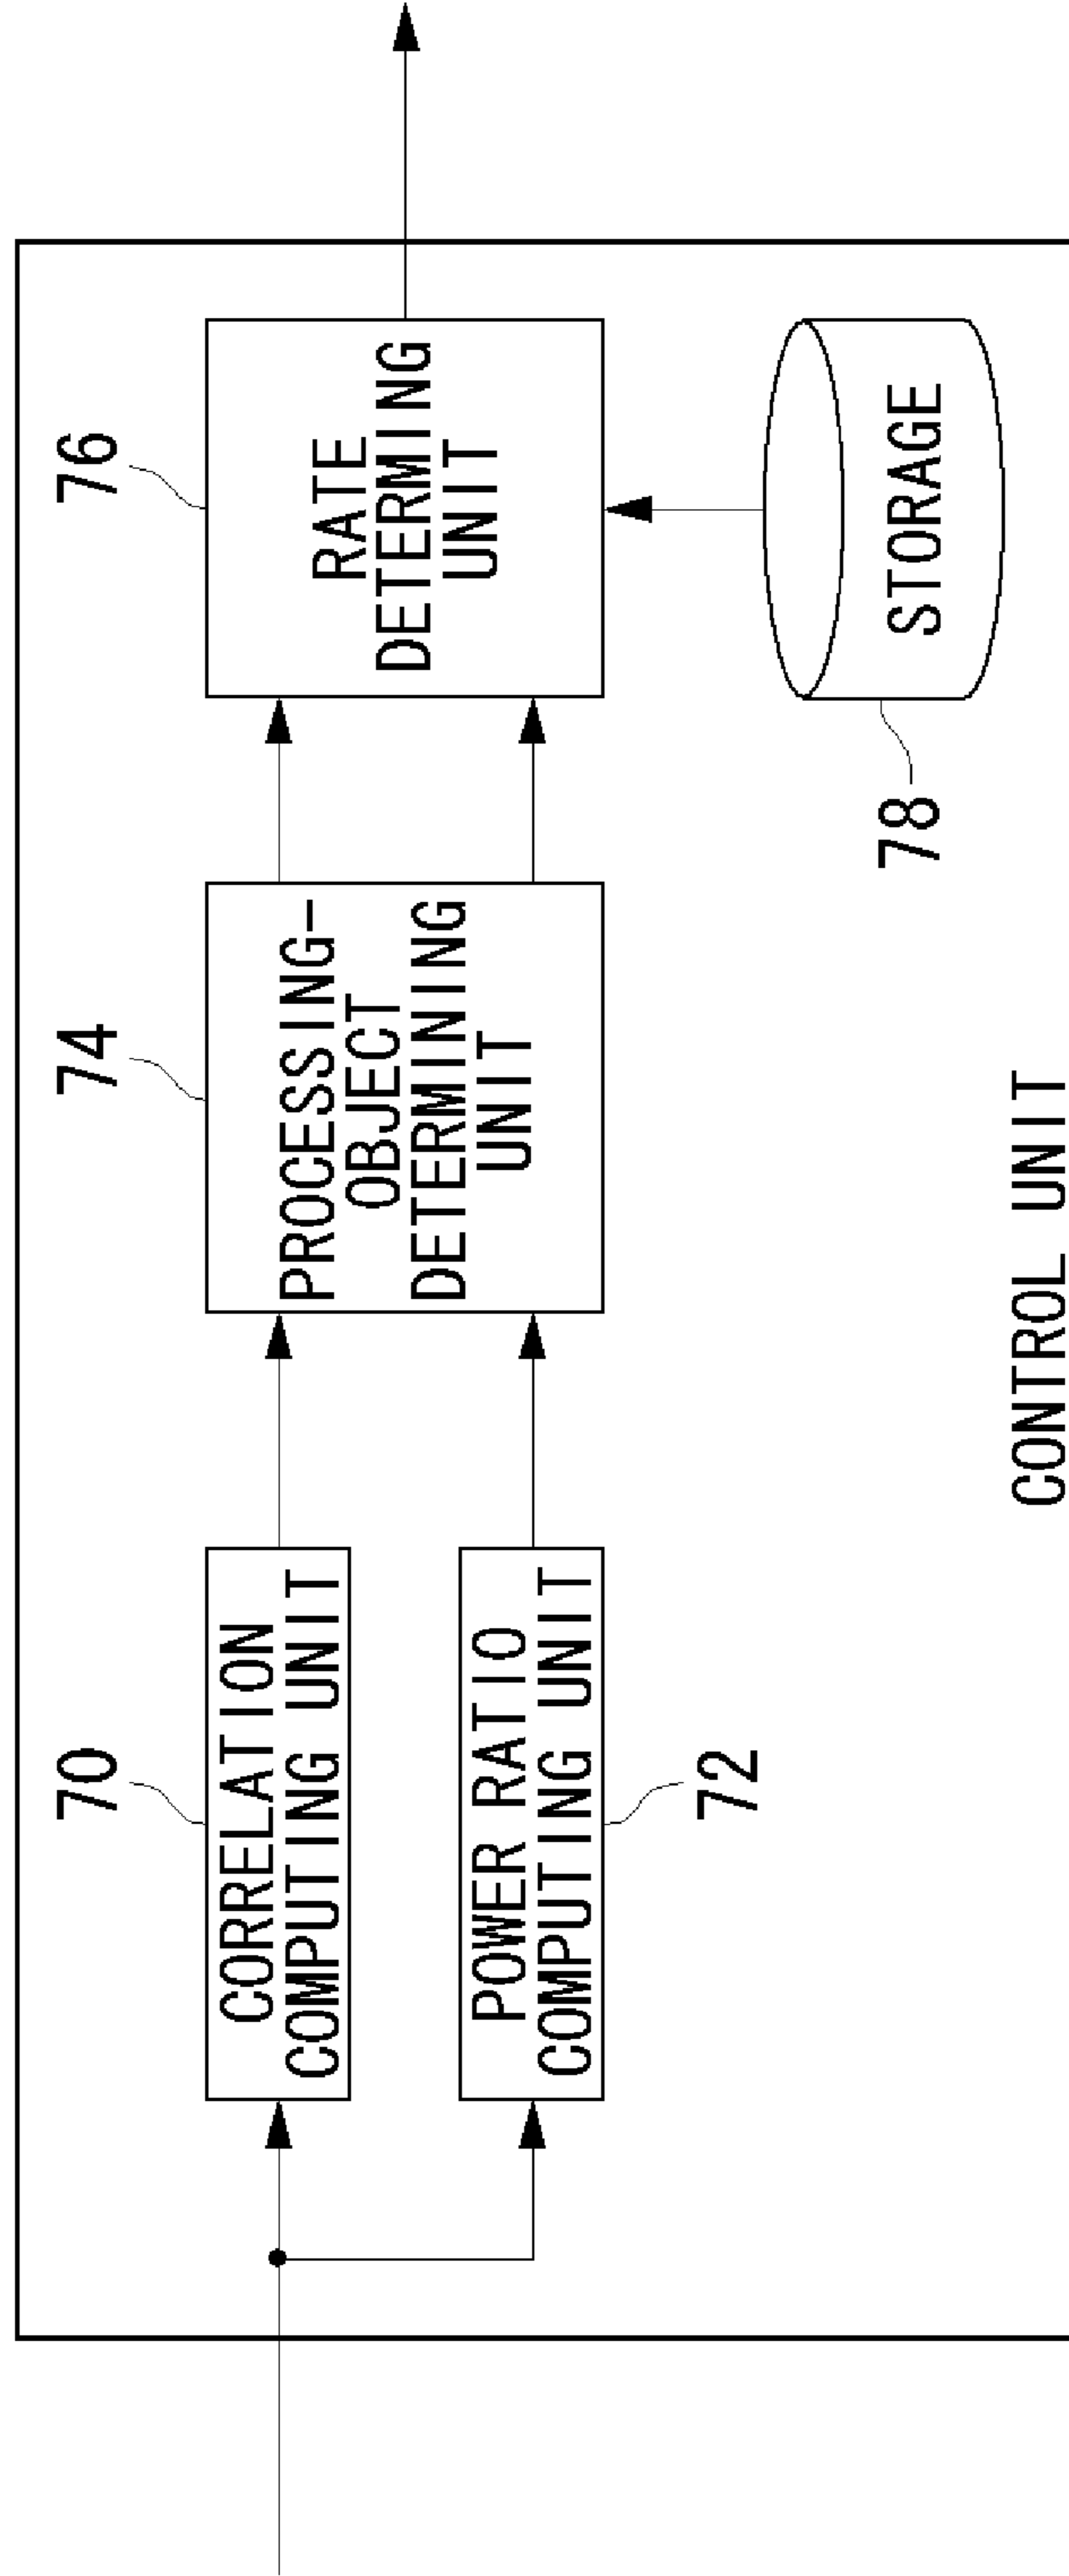 70
CORRELATION
COMPUTING UNIT
POWER RATIO
COMPUTING UNIT
72
74
PROCESSING-
OBJECT
DETERMINING
UNIT
76
RATE
DETERMING
UNIT
STORAGE
78
CONTROL UNIT